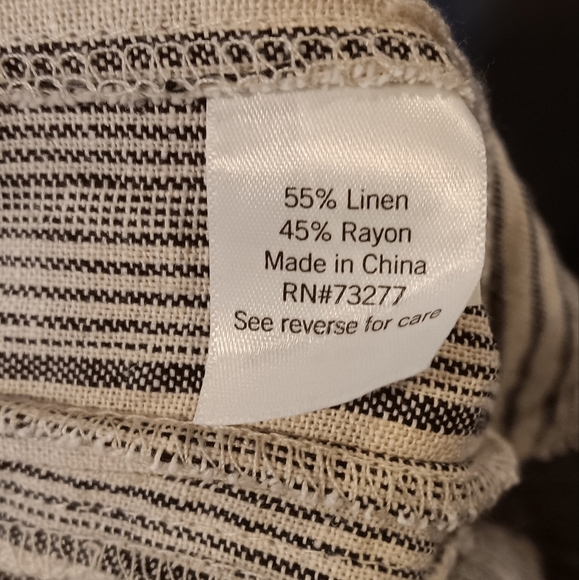 55% Linen
45% Rayon
Made in China
RN#73277
See reverse for care